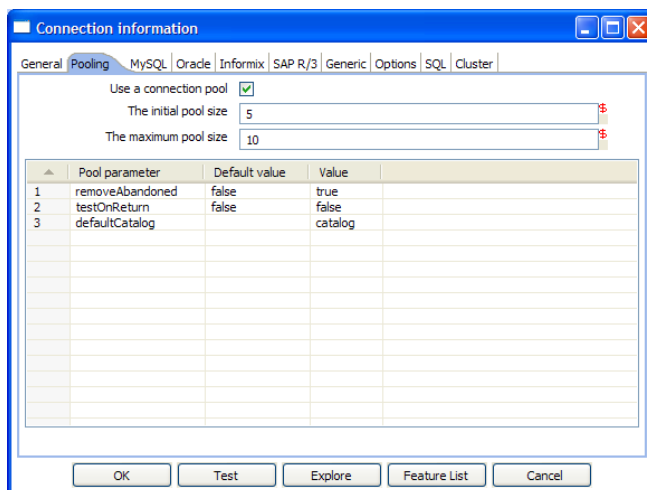 Connection information
General Pooling MySQL Oracle Informix SAP R/3 Generic Options SQL Cluster
Use a connection pool
The initial pool size 5 $
The maximum pool size 10 $
Pool parameter Default value Value
1 removeAbandoned false true
2 testOnReturn false false
3 defaultCatalog catalog
OK Test Explore Feature List Cancel